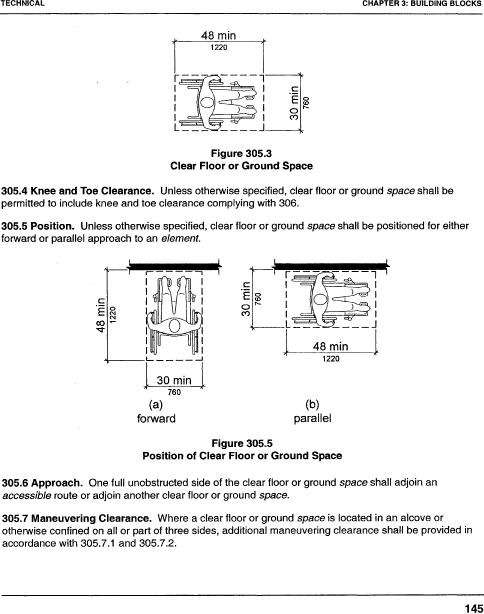 TECHNICAL CHAPTER 3: BUILDING BLOCKS
48 min
1220
30 min
760
Figure 305.3
Clear Floor or Ground Space
305.4 Knee and Toe Clearance. Unless otherwise specified, clear floor or ground space shall be
permitted to include knee and toe clearance complying with 306.
305.5 Position. Unless otherwise specified, clear floor or ground space shall be positioned for either
forward or parallel approach to an element.
48 min
1220
30 min
760
30 min
760
48 min
1220
(a) (b)
forward parallel
Figure 305.5
Position of Clear Floor or Ground Space
305.6 Approach. One full unobstructed side of the clear floor or ground space shall adjoin an
accessible route or adjoin another clear floor or ground space.
305.7 Maneuvering Clearance. Where a clear floor or ground space is located in an alcove or
otherwise confined on all or part of three sides, additional maneuvering clearance shall be provided in
accordance with 305.7.1 and 305.7.2.
145